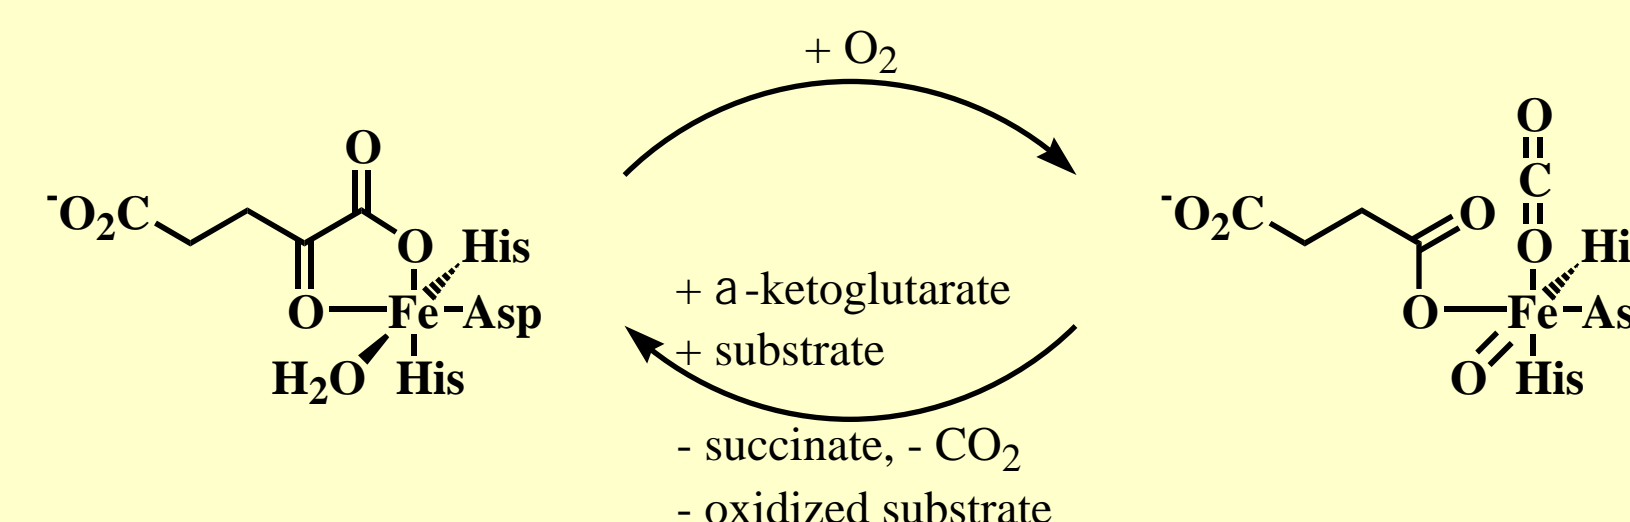 + O2
O
-O2C
O
His
O
Fe
Asp
H2O
His
+ a-ketoglutarate
+ substrate
- succinate, - CO2
- oxidized substrate
O
C
-O2C
O
O
Hi
O
Fe
As
O
His